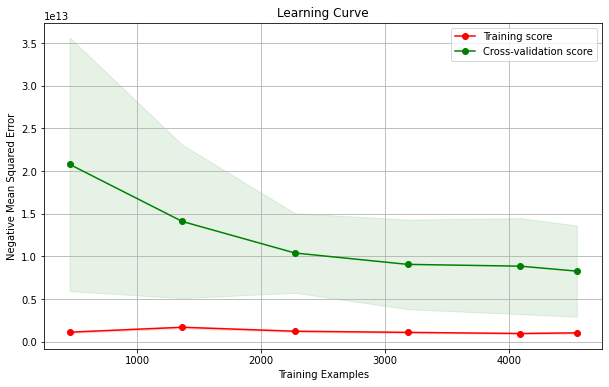 Learning Curve
1e13
Training score
Cross-validation score
3.5
3.0
2.5
2.0
1.5
1.0
0.5
0.0
Negative Mean Squared Error
1000 2000 3000 4000
Training Examples